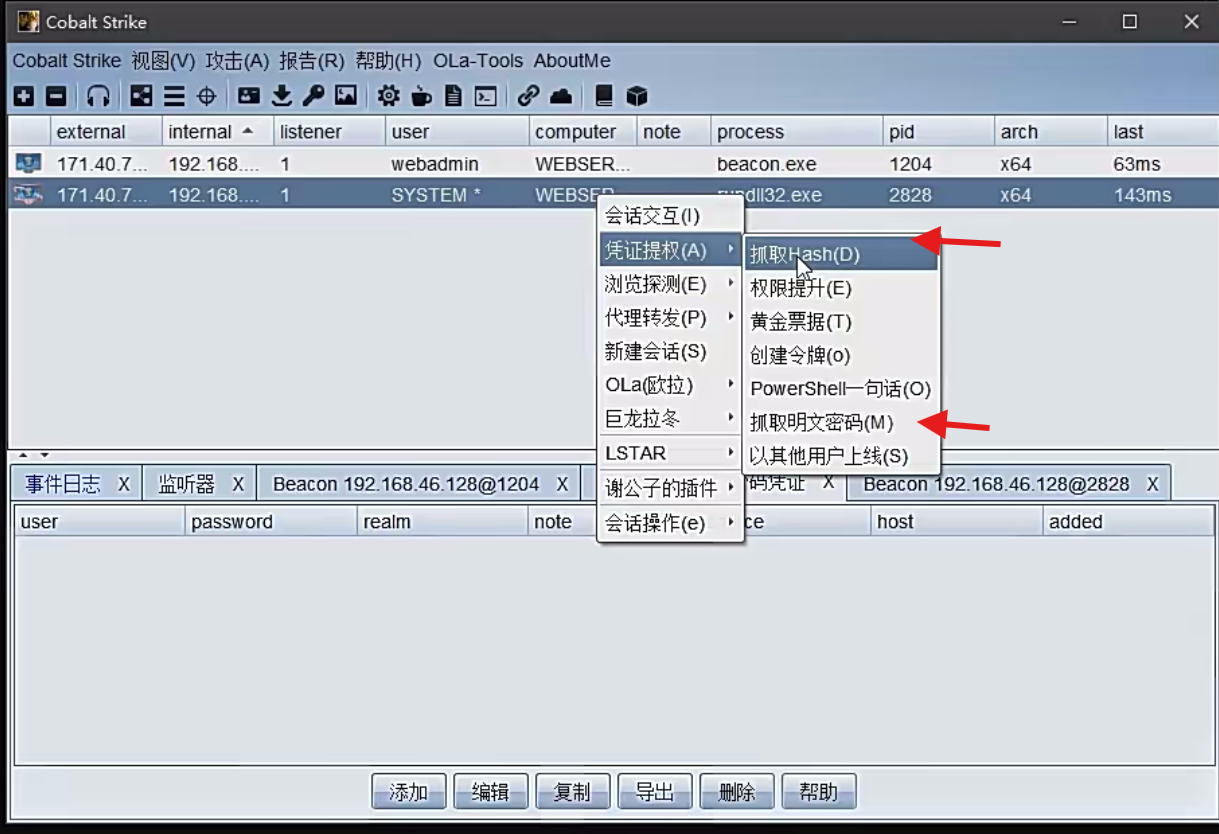 Cobalt Strike
Cobalt Strike 视图(V) 攻击(A) 报告(R) 帮助(H) OLa-Tools AboutMe
external internal listener user computer note process pid arch last
171.40.7... 192.168.... 1 webadmin WEBSER... beacon.exe 1204 x64 63ms
171.40.7... 192.168.... 1 SYSTEM * WEBSER rundll32.exe 2828 x64 143ms
会话交互(I)
凭证提权(A)
浏览探测(E)
代理转发(P)
新建会话(S)
OLa(欧拉)
巨龙拉冬
LSTAR
谢公子的插件
会话操作(e)
抓取Hash(D)
权限提升(E)
黄金票据(T)
创建令牌(o)
PowerShell一句话(O)
抓取明文密码(M)
以其他用户上线(S)
事件日志 X 监听器 X Beacon 192.168.46.128@1204 X 码凭证 X Beacon 192.168.46.128@2828 X
user password realm note ce host added
添加 编辑 复制 导出 删除 帮助